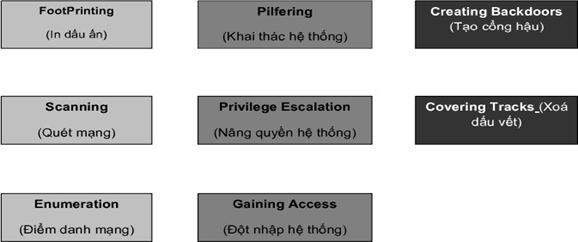 FootPrinting
(In dấu ấn)
Pilfering
(Khai thác hệ thống)
Creating Backdoors
(Tạo cổng hậu)
Scanning
(Quét mạng)
Privilege Escalation
(Nâng quyền hệ thống)
Covering Tracks (Xoá
dấu vết)
Enumeration
(Điểm danh mạng)
Gaining Access
(Đột nhập hệ thống)